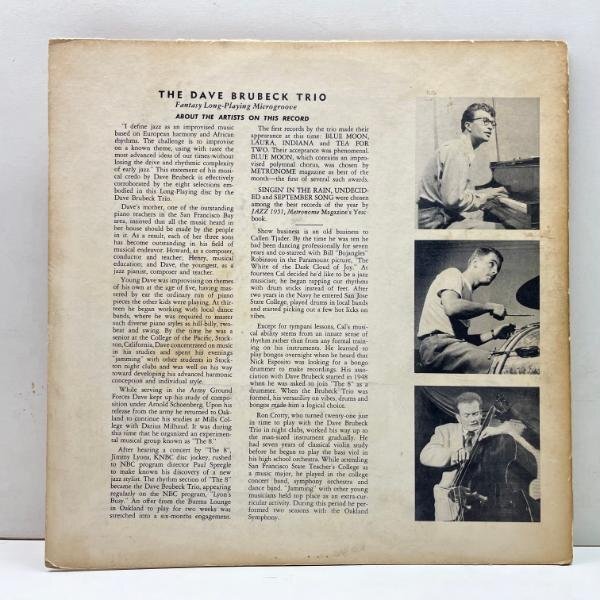 THE DAVE BRUBECK TRIO
Fantasy Long-Playing Microgroove
ABOUT THE ARTISTS ON THIS RECORD
"I define jazz as an improvised music
based on European harmony and African
rhythms. The challenge is to improvise
on a known theme, using with taste the
most advanced ideas of our times without
losing the drive and rhythmic complexity
of early jazz." This statement of his musi-
cal credo by Dave Brubeck is effectively
corroborated by the eight selections em-
bodied in this Long-Playing disc by the
Dave Brubeck Trio.
Dave's mother, one of the outstanding
piano teachers in the San Francisco Bay
area, insisted that all the music heard in
her house should be made by the people
in it. As a result, each of her three sons
has become outstanding in his field of
musical endeavor. Howard, as a composer,
conductor and teacher; Henry, musical
education; and Dave, the youngest, as a
jazz pianist, composer and teacher.
Young Dave was improvising on themes
of his own at the age of five, having mas-
tered by ear the ordinary run of piano
pieces the other kids were playing. At thir-
teen he began working with local dance
bands, where he was required to master
such diverse piano styles as hill-billy, two-
beat and swing. By the time he was a
senior at the College of the Pacific, Stock-
ton, California, Dave concentrated on music
in his studies and spent his evenings
"jamming" with other students in Stock-
ton night clubs and was well on his way
toward developing his advanced harmonic
conception and individual style.
While serving in the Army Ground
Forces Dave kept up his study of compo-
sition under Arnold Schoenberg. Upon his
release from the army he returned to Oak-
land to continue his studies at Mills Col-
lege with Darius Milhaud. It was during
this time that he organized an experimen-
tal musical group known as "The 8."
After hearing a concert by "The 8",
Jimmy Lyons, KNBC disc jockey, rushed
to NBC program director Paul Speegle
to make known his discovery of a new
jazz stylist. The rhythm section of "The 8"
became the Dave Brubeck Trio, appearing
regularly on the NBC program, "Lyon's
Busy." An offer from the Burma Lounge
in Oakland to play for two weeks was
stretched into a six-months engagement.
The first records by the trio made their
appearance at this time: BLUE MOON,
LAURA, INDIANA and TEA FOR
TWO. Their acceptance was phenomenal.
BLUE MOON, which contains an impro-
vised polytonal chorus, was chosen by
METRONOME magazine as best of the
month—the first of several such awards.
SINGIN' IN THE RAIN, UNDECID-
ED and SEPTEMBER SONG were chosen
among the best records of the year by
JAZZ 1951, Metronome Magazine's Year-
book.
Show business is an old business to
Callen Tjader. By the time he was ten he
had been dancing professionally for seven
years and co-starred with Bill "Bojangles"
Robinson in the Paramount picture, "The
White of the Dark Cloud of Joy." At
fourteen Cal decided he'd like to be a jazz
musician; he began tapping our rhythms
with drum sticks instead of feet. After
two years in the Navy he entered San Jose
State College, played drums in local bands
and started picking out a few hot licks on
vibes.
Except for tympani lessons, Cal's musi-
cal ability stems from an innate sense of
rhythm rather than from any formal train-
ing on his instruments. He learned to
play bongos overnight when he heard that
Nick Esposito was looking for a bongo
drummer to make recordings. His asso-
ciation with Dave Brubeck started in 1948
when he was asked to join "The 8" as a
drummer. When the Brubeck Trio was
formed, his versatility on vibes, drums and
bongos made him a logical choice.
Ron Crotty, who turned twenty-one just
in time to play with the Dave Brubeck
Trio in night clubs, worked his way up to
the man-sized instrument gradually. He
had seven years of classical violin study
before he began to play the bass viol in
his high school orchestra. While attending
San Francisco State Teacher's College as
a music major, he played in the college
concert band, symphony orchestra and
dance band. "Jamming" with other young
musicians held top place as an extra-cur-
ricular activity. During this period he per-
formed two seasons with the Oakland
Symphony.